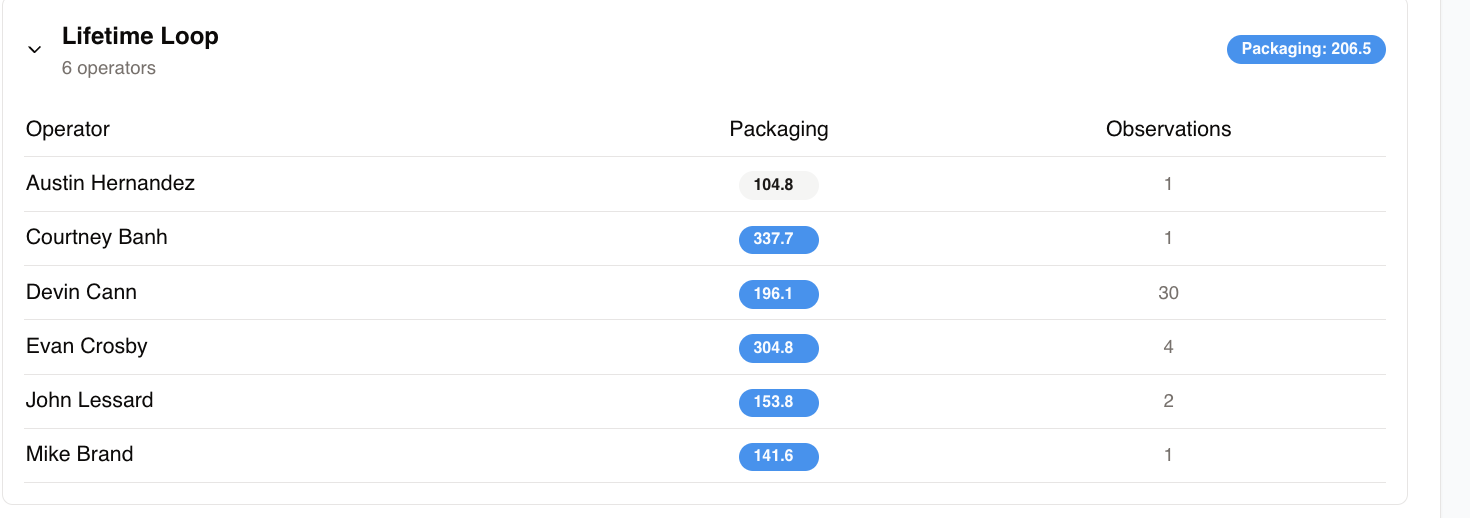 Lifetime Loop
6 operators
Packaging: 206.5
Operator Packaging Observations
Austin Hernandez 104.8 1
Courtney Banh 337.7 1
Devin Cann 196.1 30
Evan Crosby 304.8 4
John Lessard 153.8 2
Mike Brand 141.6 1